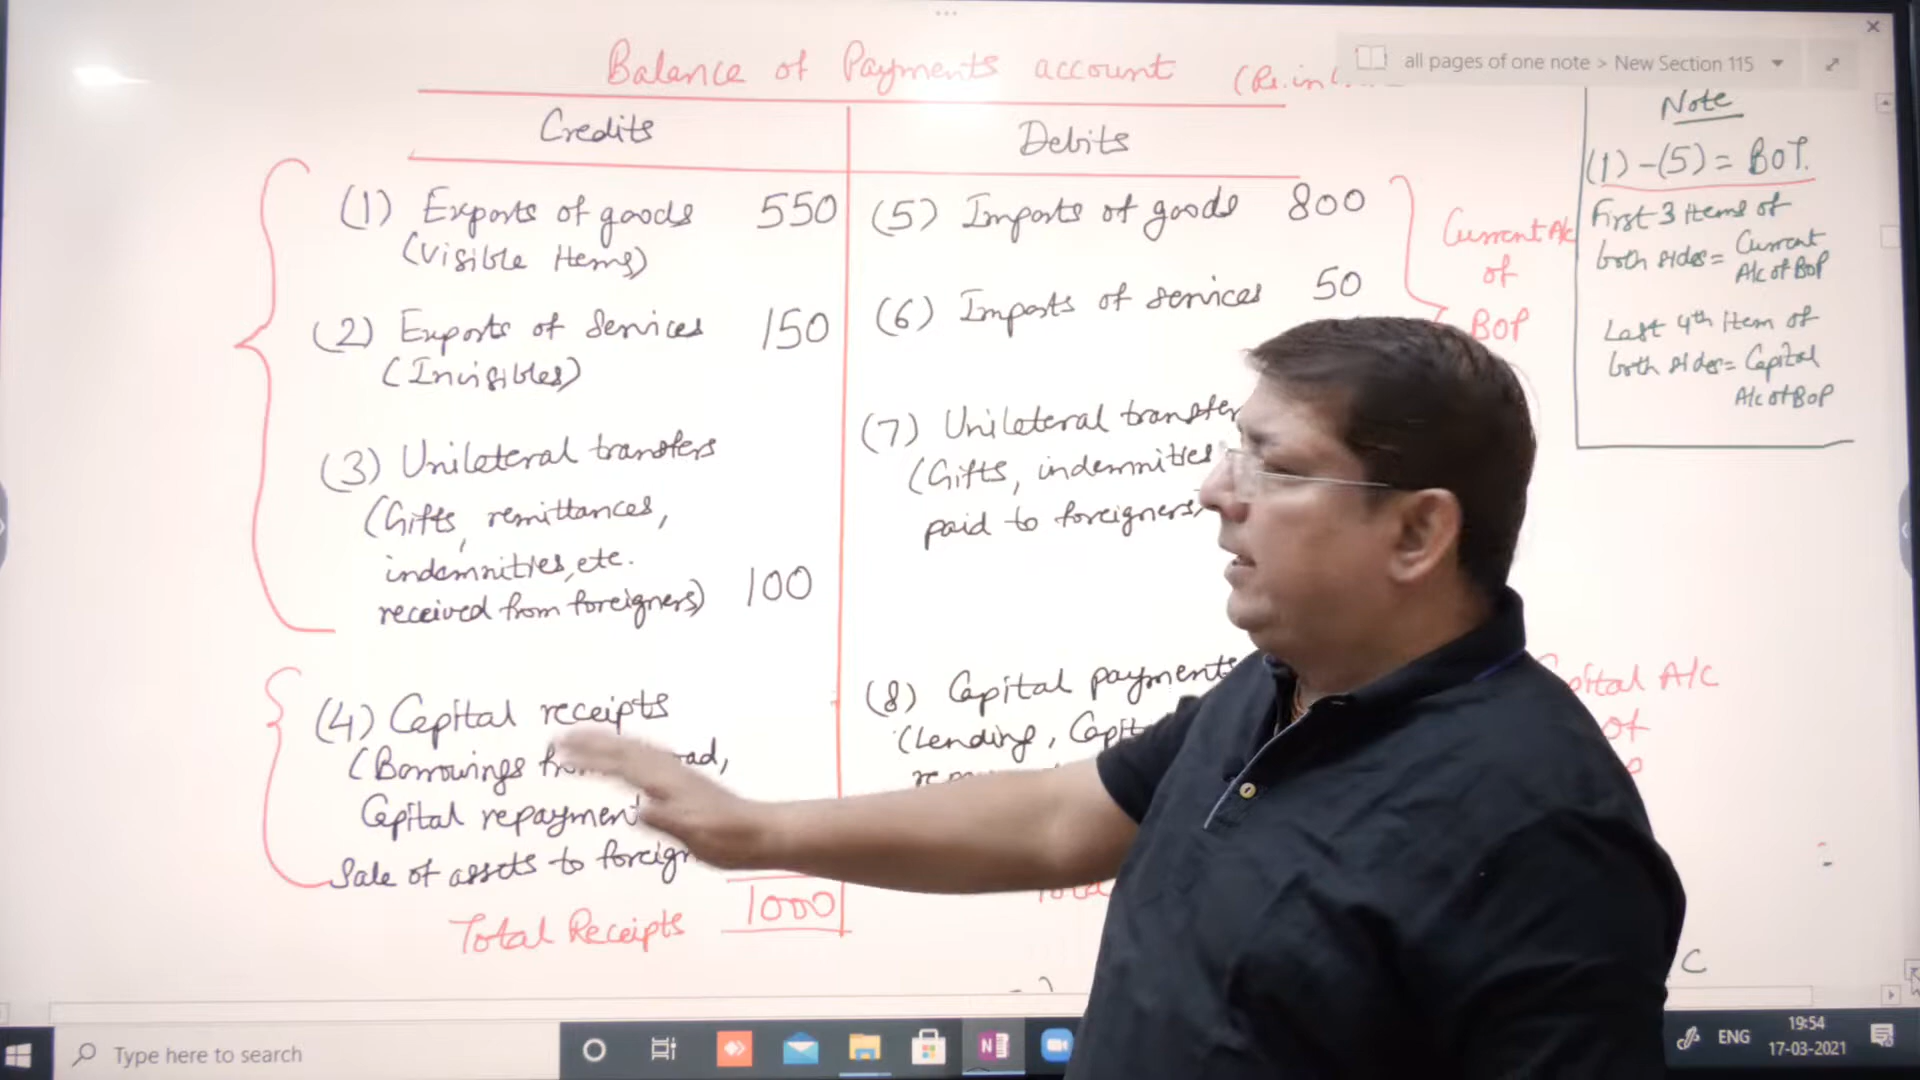 all pages of one note > New Section 115
Balance of Payments account
Credits
Debits
(1) Exports of goods 550
(Visible Items)
(2) Exports of Services 150
(Invisibles)
(3) Unilateral transfers
(Gifts, remittances,
indemnities, etc.
received from foreigners) 100
(4) Capital receipts
(Borrowings
Capital
Sale of assets to
Total Receipts 1000
(5) Imports of goods 800
(6) Imports of services 50
(7) Unilateral
(Gifts, indemnities
paid to foreigners)
(8) Capital payments
(Lending,
Current A/c
of
BOP
A/c
of
Note
(1) - (5) = BOT.
First 3 items of
both sides = Current
A/c of BoP
Last 4th item of
both sides = Capital
A/c of BoP
Type here to search
ENG
19:54
17-03-2021